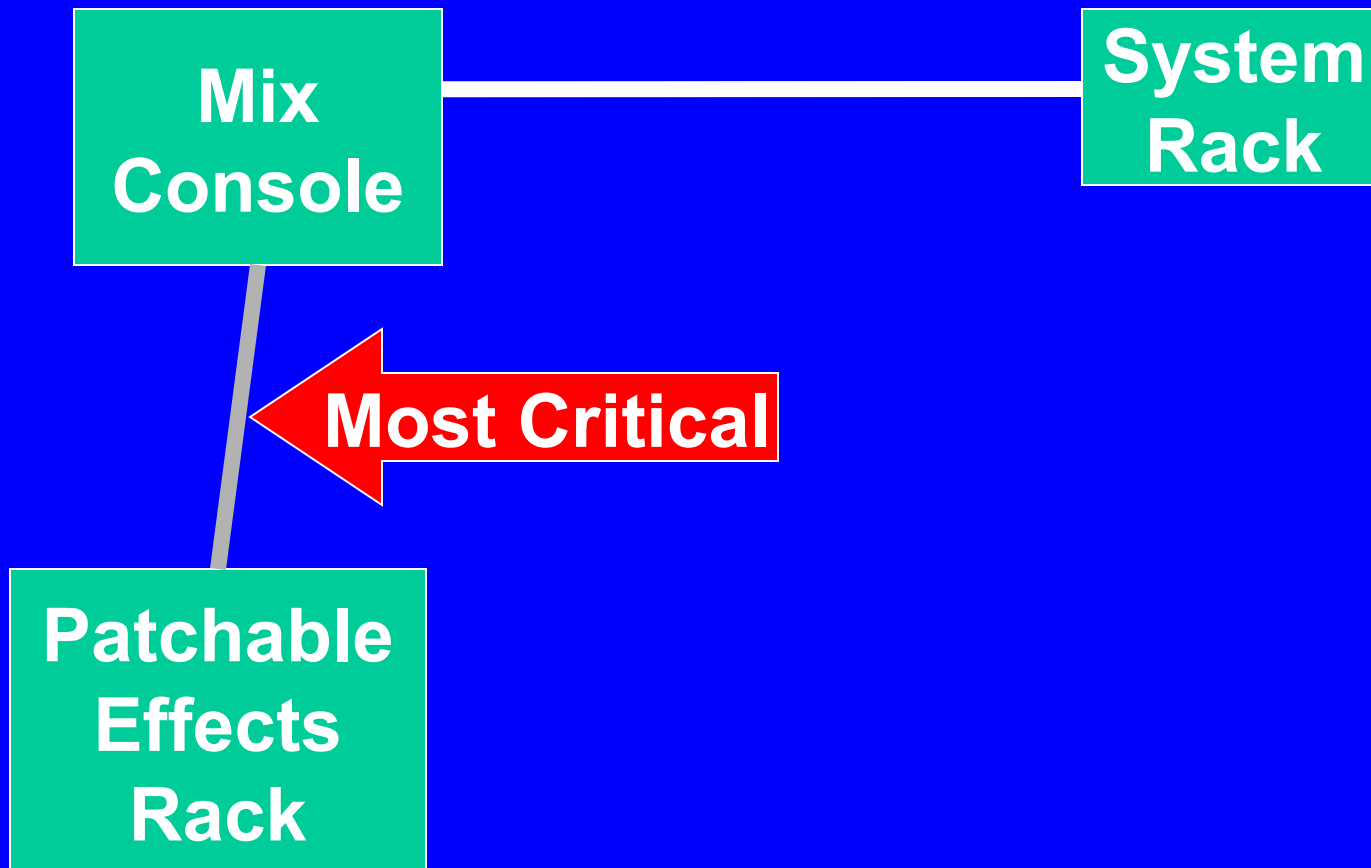 Mix
Console
System
Rack
Most Critical
Patchable
Effects
Rack